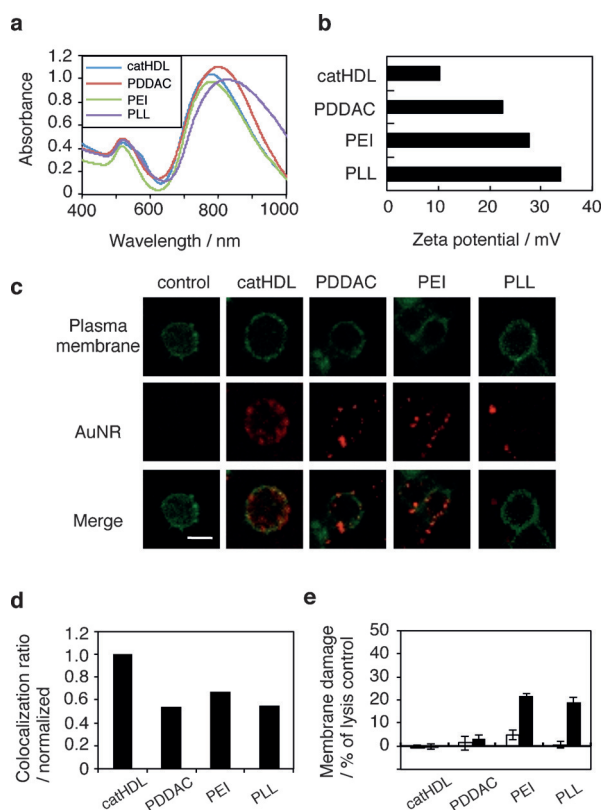 a
1.2
1.0
0.8
0.6
0.4
0.2
0
400 600 800 1000
Absorbance
Wavelength / nm
catHDL
PDDAC
PEI
PLL
b
catHDL
PDDAC
PEI
PLL
0 10 20 30 40
Zeta potential / mV
c
control catHDL PDDAC PEI PLL
Plasma
membrane
AuNR
Merge
d
Colocalization ratio
/ normalized
1.2
1.0
0.8
0.6
0.4
0.2
0
catHDL PDDAC PEI PLL
e
Membrane damage
/ % of lysis control
50
40
30
20
10
0
catHDL PDDAC PEI PLL